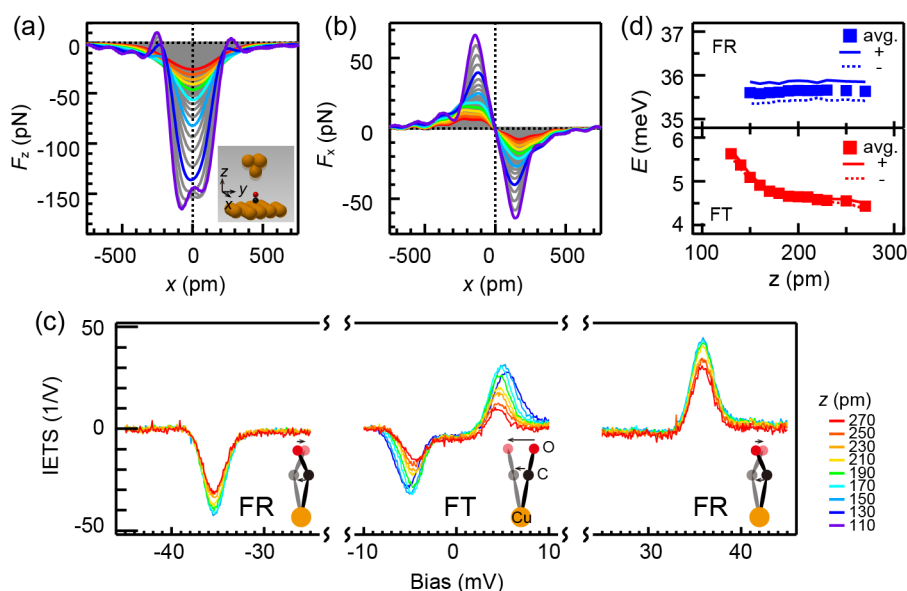 (a)
0
-50
-100
-150
F_z (pN)
z
y
x
-500
0
500
x (pm)
(b)
50
0
-50
F_x (pN)
-500
0
500
x (pm)
(d)
37
36
35
FR
avg.
+
-
E (meV)
5
4
FT
avg.
+
-
100
200
300
z (pm)
(c)
50
0
-50
IETS (1/V)
FR
FT
O
C
Cu
FR
-40
-30
-10
0
10
30
40
Bias (mV)
z (pm)
270
250
230
210
190
170
150
130
110